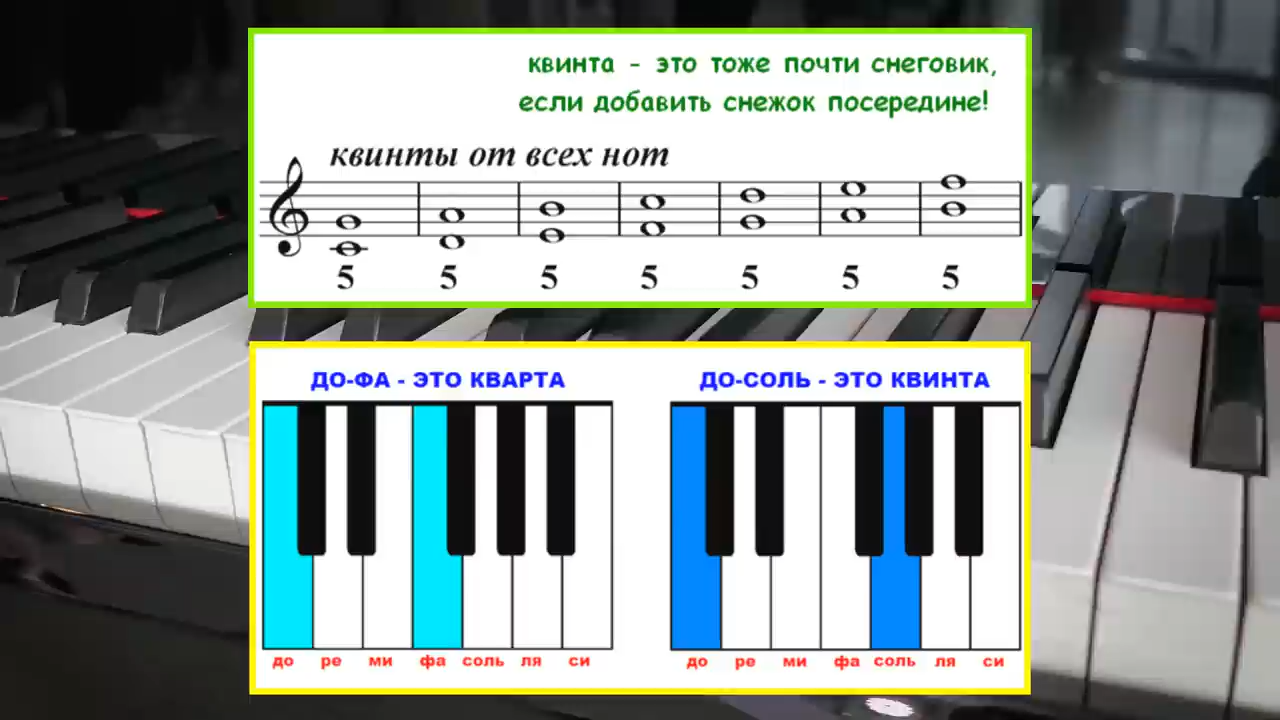 квинта - это тоже почти снеговик,
если добавить снежок посередине!
квинты от всех нот
5 5 5 5 5 5 5
ДО-ФА - ЭТО КВАРТА
ДО-СОЛЬ - ЭТО КВИНТА
до ре ми фа соль ля си
до ре ми фа соль ля си